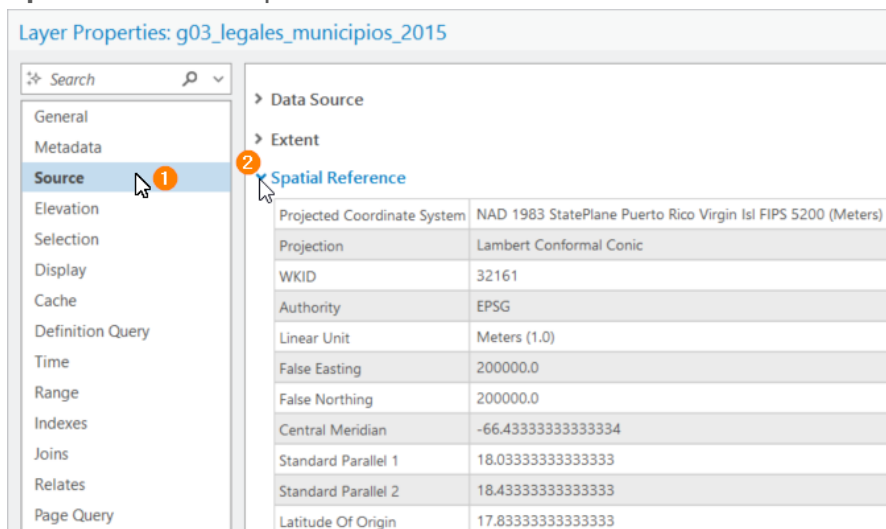 Layer Properties: g03_legales_municipios_2015
Search
General
Metadata
Source 1
Elevation
Selection
Display
Cache
Definition Query
Time
Range
Indexes
Joins
Relates
Page Query
Data Source
Extent
2
Spatial Reference
Projected Coordinate System NAD 1983 StatePlane Puerto Rico Virgin Isl FIPS 5200 (Meters)
Projection Lambert Conformal Conic
WKID 32161
Authority EPSG
Linear Unit Meters (1.0)
False Easting 200000.0
False Northing 200000.0
Central Meridian -66.43333333333334
Standard Parallel 1 18.03333333333333
Standard Parallel 2 18.43333333333333
Latitude Of Origin 17.83333333333333